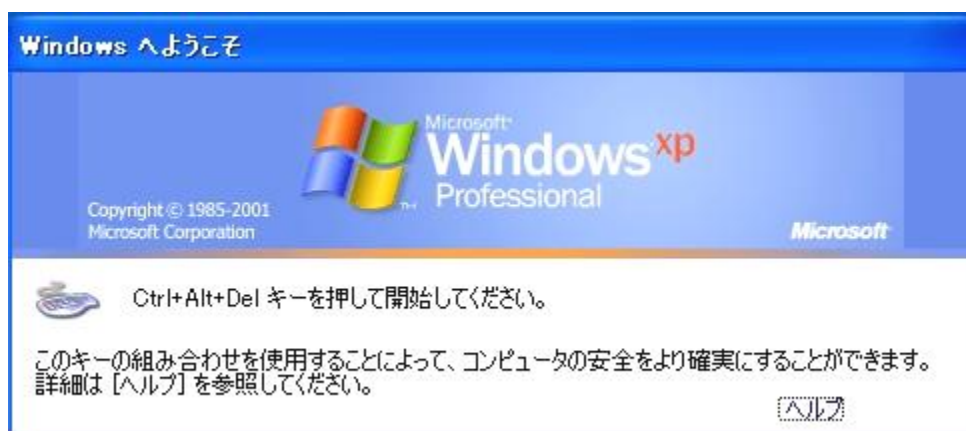 Windows へようこそ
Microsoft
Windows xp
Professional
Copyright © 1985-2001
Microsoft Corporation
Microsoft
Ctrl+Alt+Del キーを押して開始してください。
このキーの組み合わせを使用することによって、コンピュータの安全をより確実にすることができます。
詳細は [ヘルプ] を参照してください。
ヘルプ